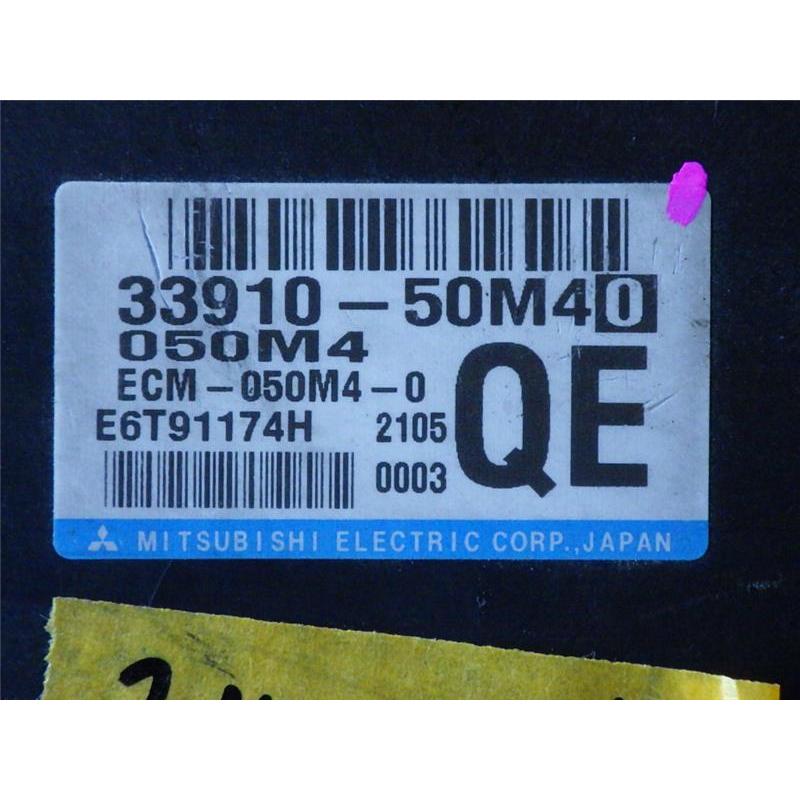 33910-50M40
050M4
ECM-050M4-0
QE
E6T91174H 2105
0003
MITSUBISHI ELECTRIC CORP.,JAPAN